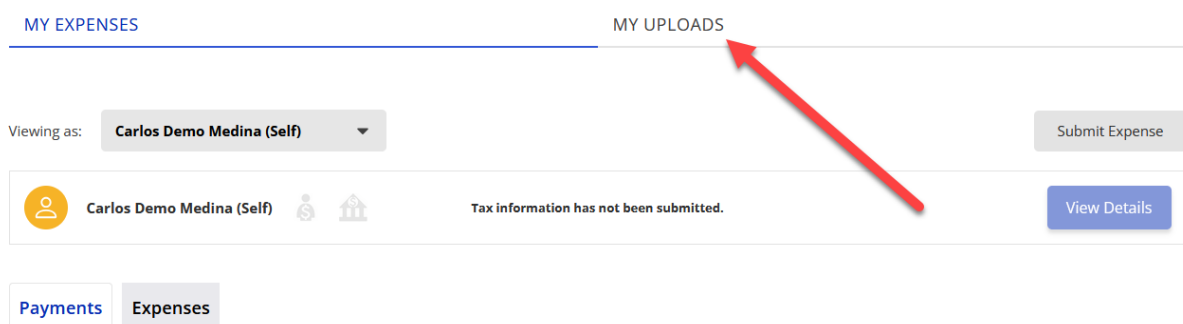 MY EXPENSES MY UPLOADS
Viewing as: Carlos Demo Medina (Self) Submit Expense
Carlos Demo Medina (Self) Tax information has not been submitted. View Details
Payments Expenses